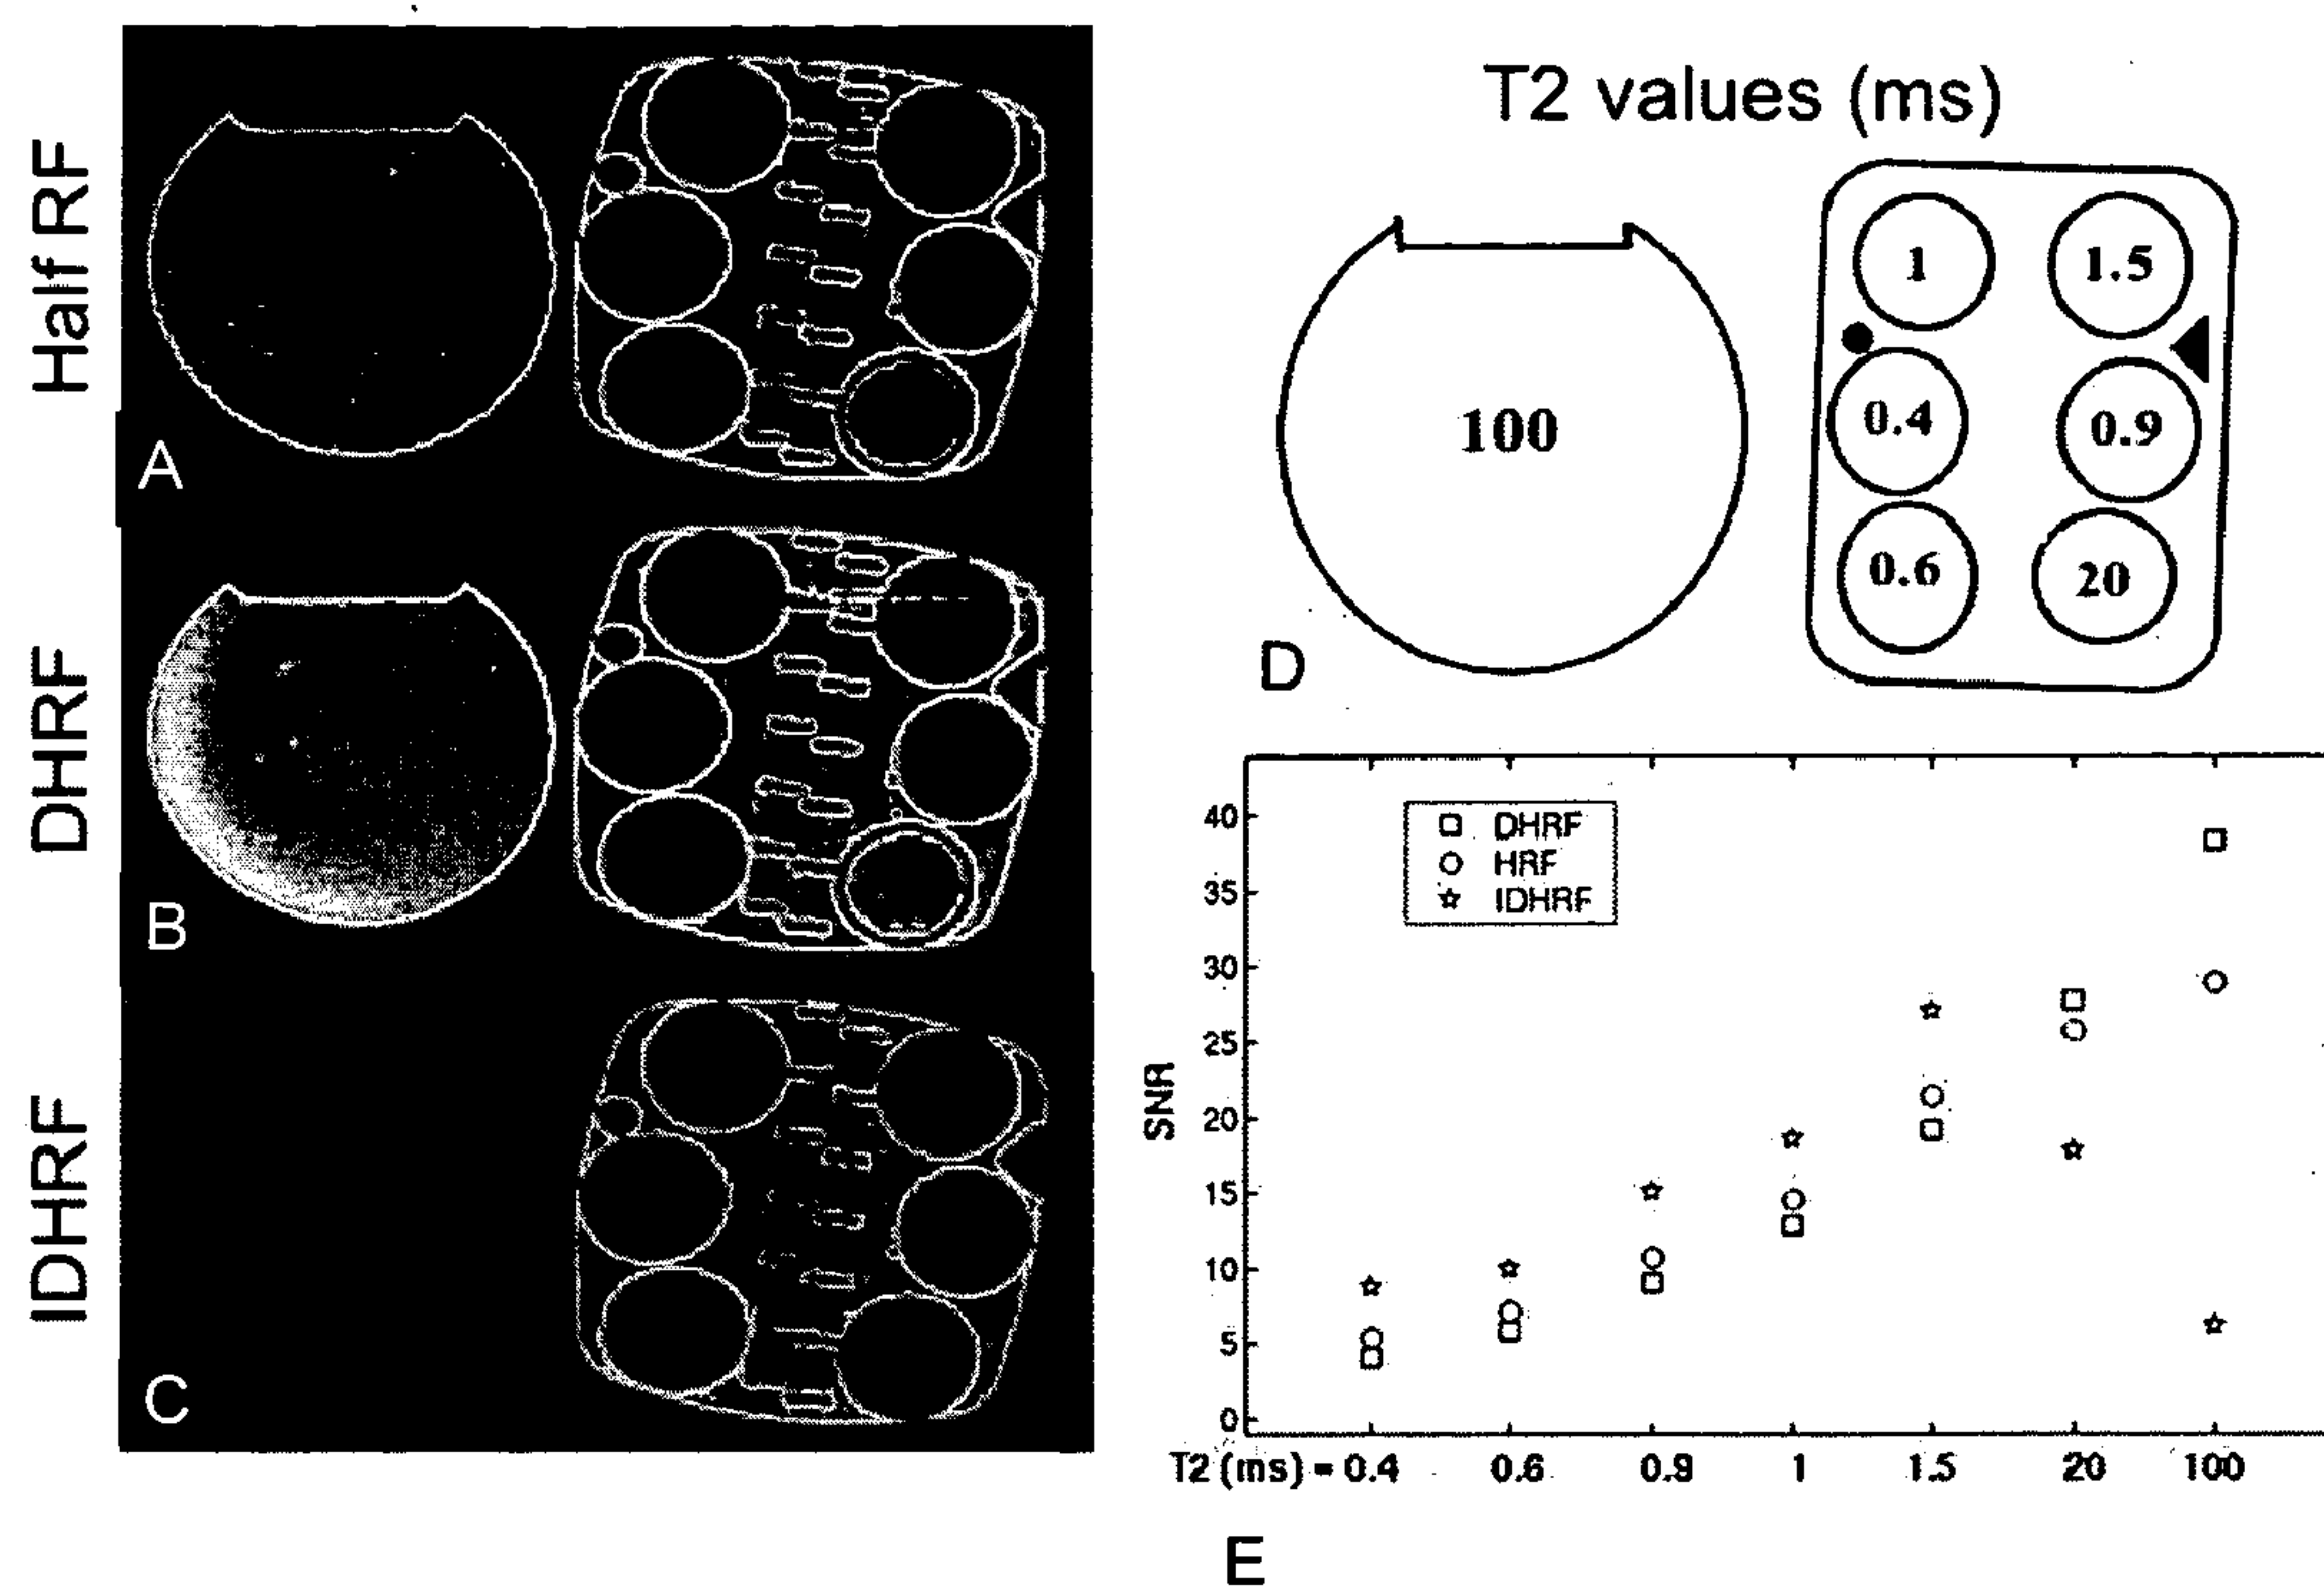 Half RF
A
DHRF
B
IDHRF
C
T2 values (ms)
100
1
1.5
0.4
0.9
0.6
20
D
DHRF
HRF
IDHRF
SNR
40
35
30
25
20
15
10
5
0
T2 (ms) = 0.4 0.6 0.9 1 1.5 20 100
E